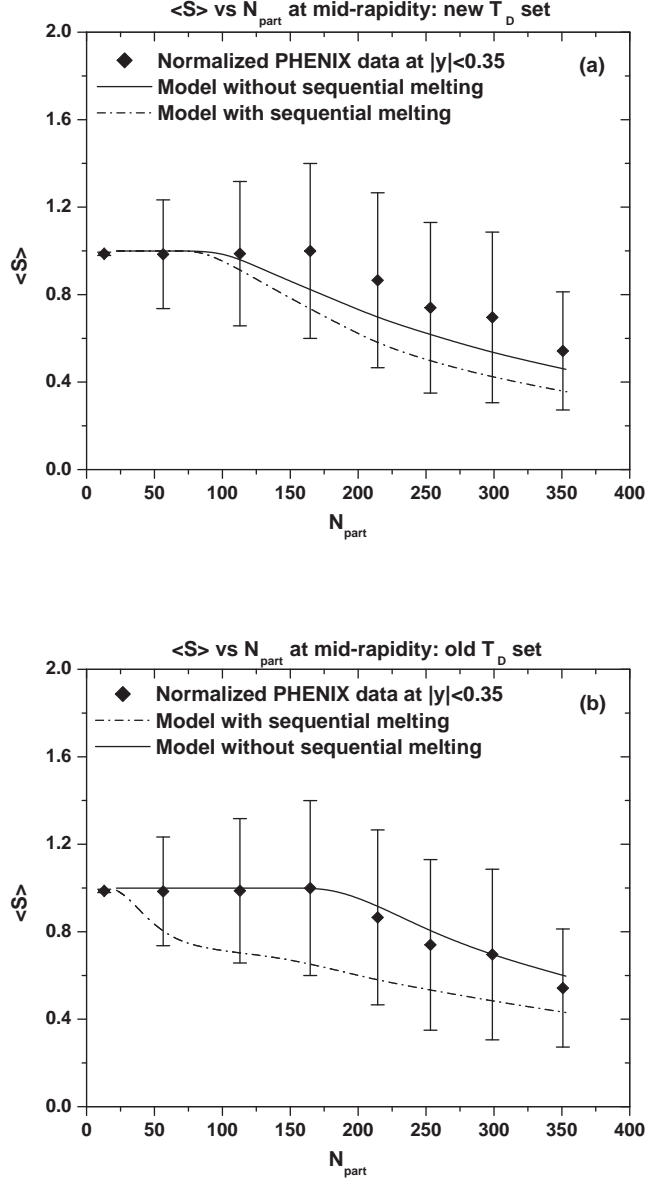 <S> vs N_part at mid-rapidity: new T_D set
2.0
Normalized PHENIX data at |y|<0.35
(a)
Model without sequential melting
1.6
Model with sequential melting
1.2
<S>
0.8
0.4
0.0
0 50 100 150 200 250 300 350 400
N_part
<S> vs N_part at mid-rapidity: old T_D set
2.0
Normalized PHENIX data at |y|<0.35
(b)
Model with sequential melting
Model without sequential melting
1.6
1.2
<S>
0.8
0.4
0.0
0 50 100 150 200 250 300 350 400
N_part